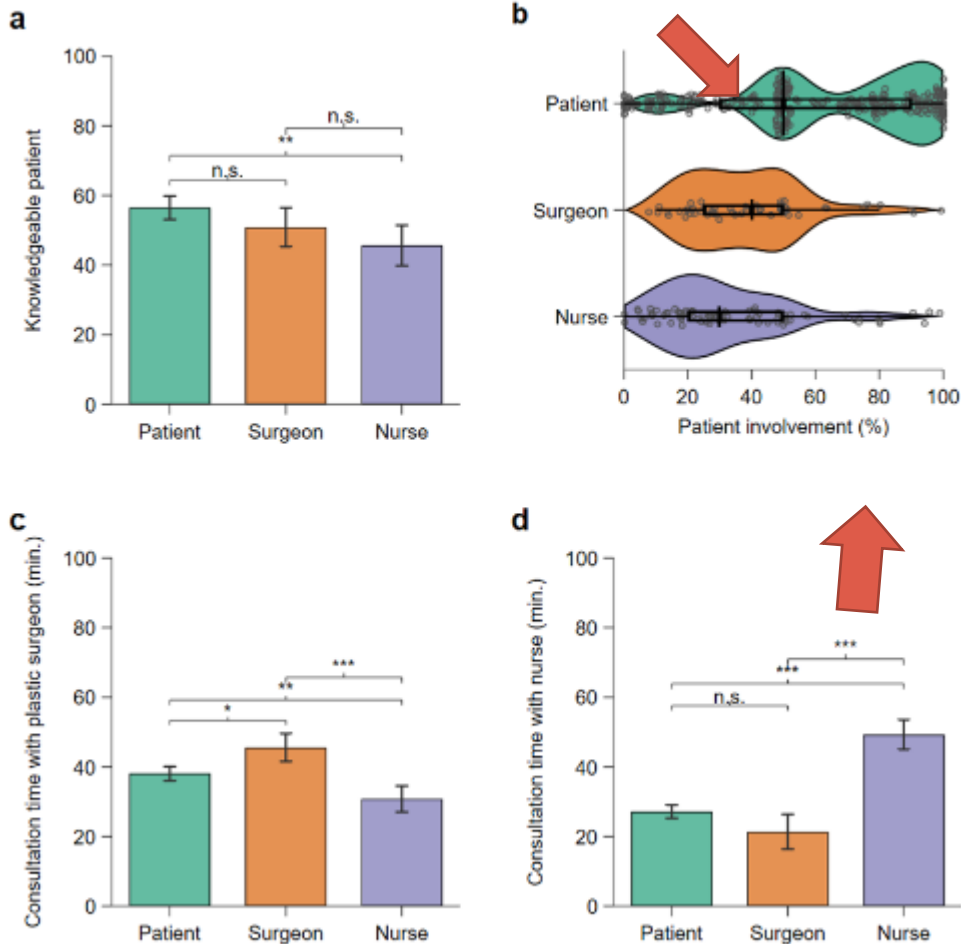 a
100
80
60
40
20
0
Knowledgeable patient
n.s.
**
n.s.
Patient Surgeon Nurse
b
Patient
Surgeon
Nurse
0 20 40 60 80 100
Patient involvement (%)
c
100
80
60
40
20
0
Consultation time with plastic surgeon (min.)
***
**
*
Patient Surgeon Nurse
d
100
80
60
40
20
0
Consultation time with nurse (min.)
***
***
n.s.
Patient Surgeon Nurse